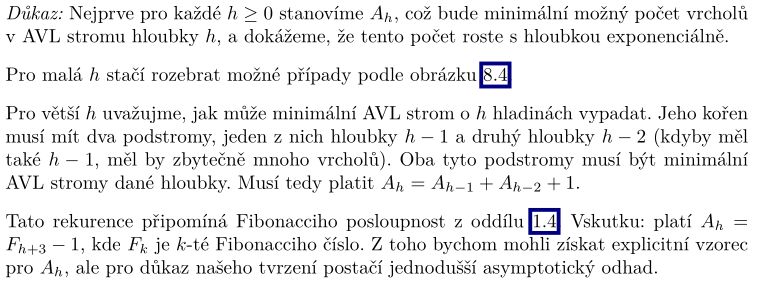 Důkaz: Nejprve pro každé h ≥ 0 stanovíme A_h, což bude minimální možný počet vrcholů
v AVL stromu hloubky h, a dokážeme, že tento počet roste s hloubkou exponenciálně.
Pro malá h stačí rozebrat možné případy podle obrázku 8.4
Pro větší h uvažujme, jak může minimální AVL strom o h hladinách vypadat. Jeho kořen
musí mít dva podstromy, jeden z nich hloubky h − 1 a druhý hloubky h − 2 (kdyby měl
také h − 1, měl by zbytečně mnoho vrcholů). Oba tyto podstromy musí být minimální
AVL stromy dané hloubky. Musí tedy platit A_h = A_{h−1} + A_{h−2} + 1.
Tato rekurence připomíná Fibonacciho posloupnost z oddílu 1.4 Vskutku: platí A_h =
F_{h+3} − 1, kde F_k je k-té Fibonacciho číslo. Z toho bychom mohli získat explicitní vzorec
pro A_h, ale pro důkaz našeho tvrzení postačí jednodušší asymptotický odhad.